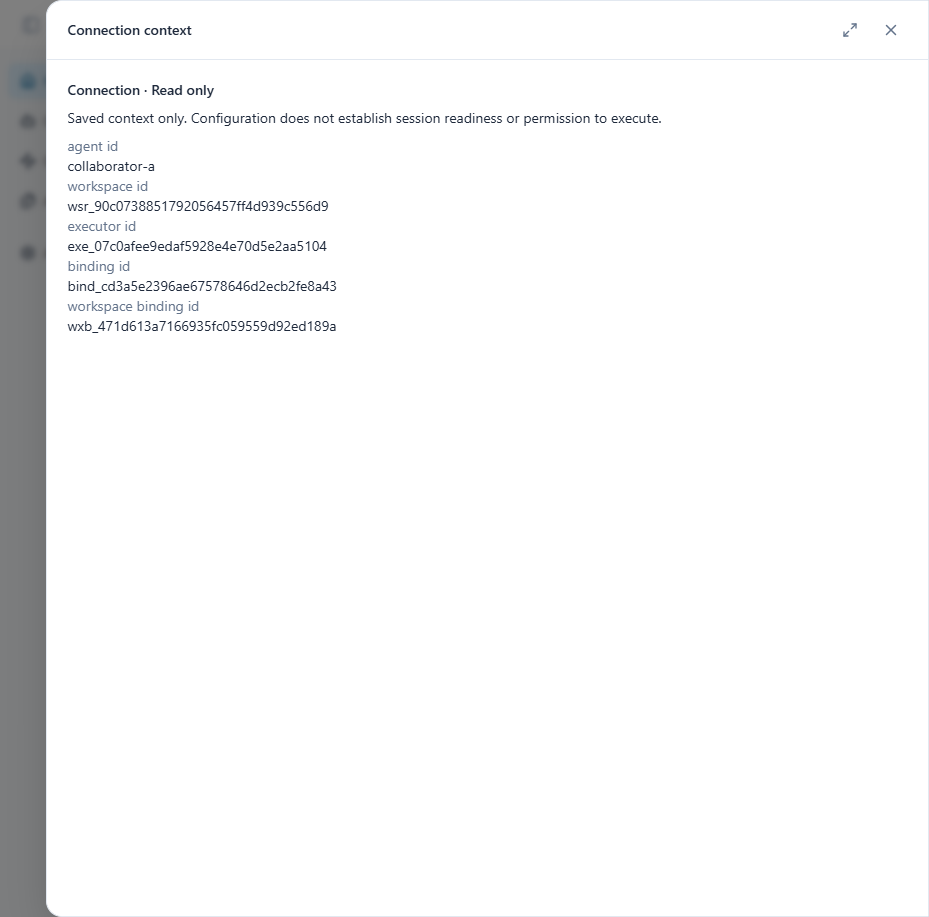 Connection context
Connection · Read only
Saved context only. Configuration does not establish session readiness or permission to execute.
agent id
collaborator-a
workspace id
wsr_90c0738851792056457ff4d939c556d9
executor id
exe_07c0afee9edaf5928e4e70d5e2aa5104
binding id
bind_cd3a5e2396ae67578646d2ecb2fe8a43
workspace binding id
wxb_471d613a7166935fc059559d92ed189a